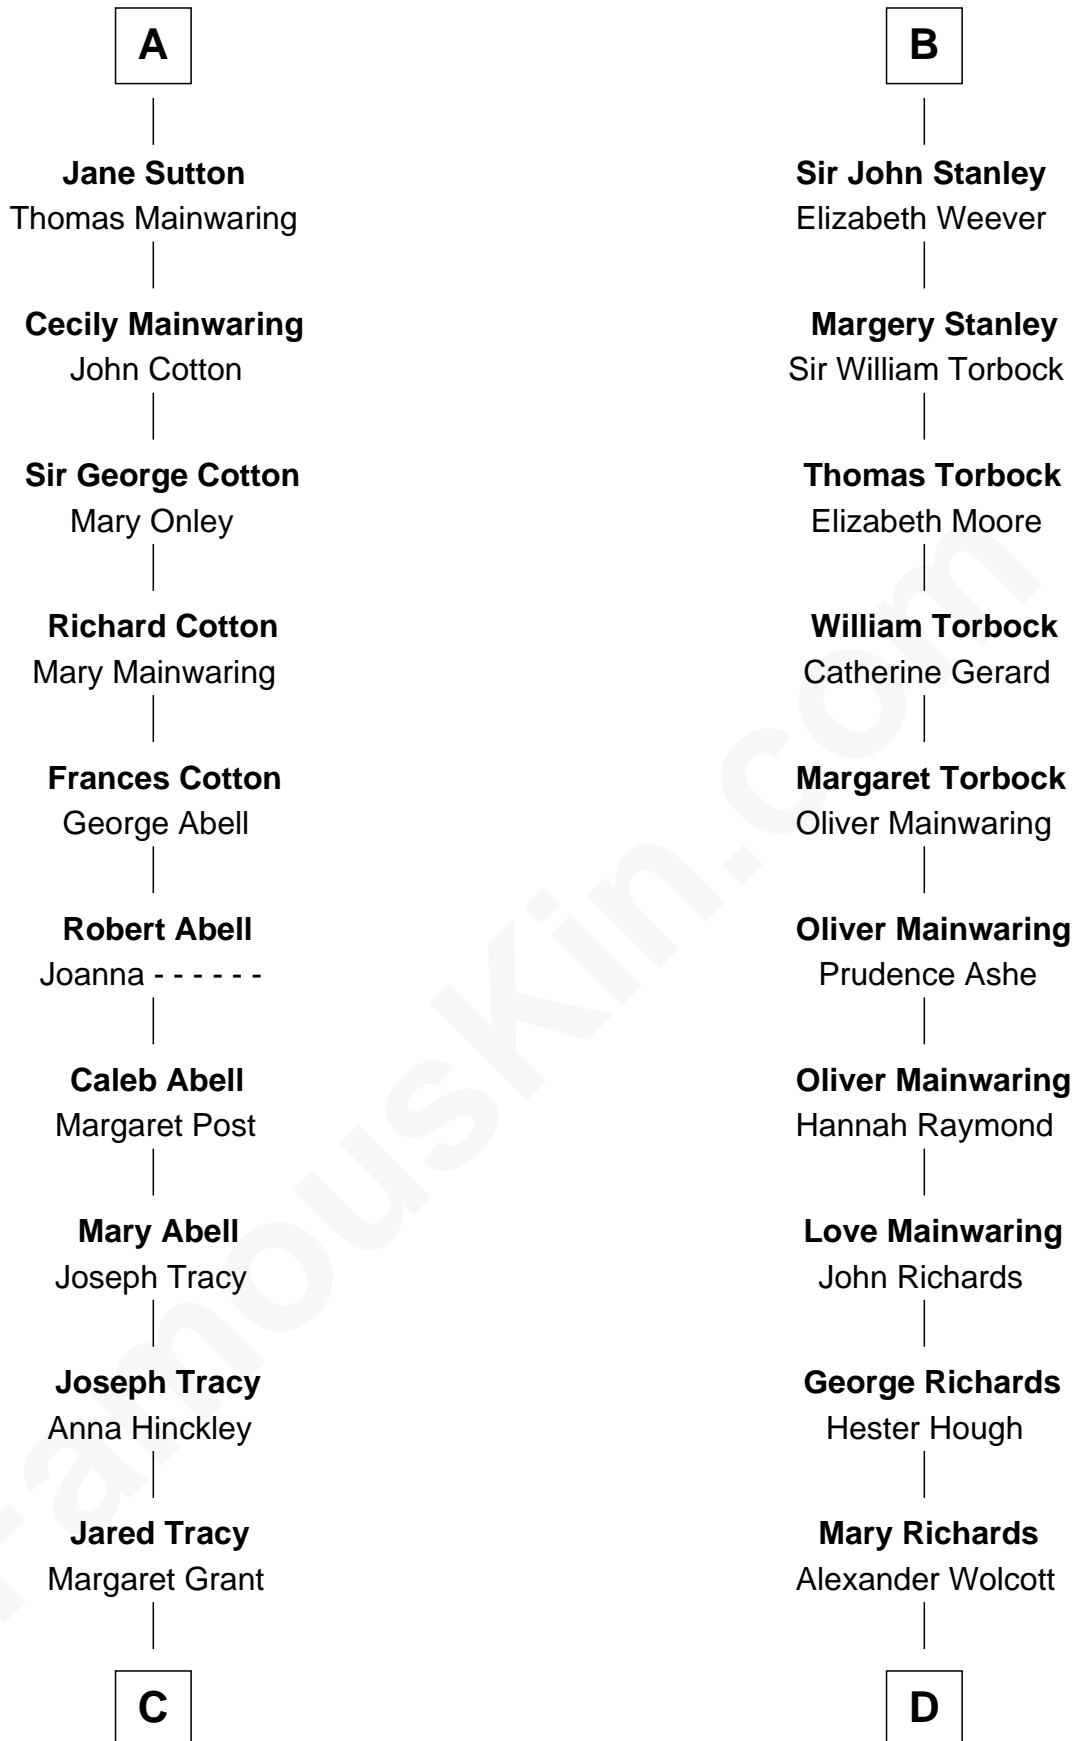 A
Jane Sutton
Thomas Mainwaring
Cecily Mainwaring
John Cotton
Sir George Cotton
Mary Onley
Richard Cotton
Mary Mainwaring
Frances Cotton
George Abell
Robert Abell
Joanna - - - - - -
Caleb Abell
Margaret Post
Mary Abell
Joseph Tracy
Joseph Tracy
Anna Hinckley
Jared Tracy
Margaret Grant
C
B
Sir John Stanley
Elizabeth Weever
Margery Stanley
Sir William Torbock
Thomas Torbock
Elizabeth Moore
William Torbock
Catherine Gerard
Margaret Torbock
Oliver Mainwaring
Oliver Mainwaring
Prudence Ashe
Oliver Mainwaring
Hannah Raymond
Love Mainwaring
John Richards
George Richards
Hester Hough
Mary Richards
Alexander Wolcott
D
FamousKin.com